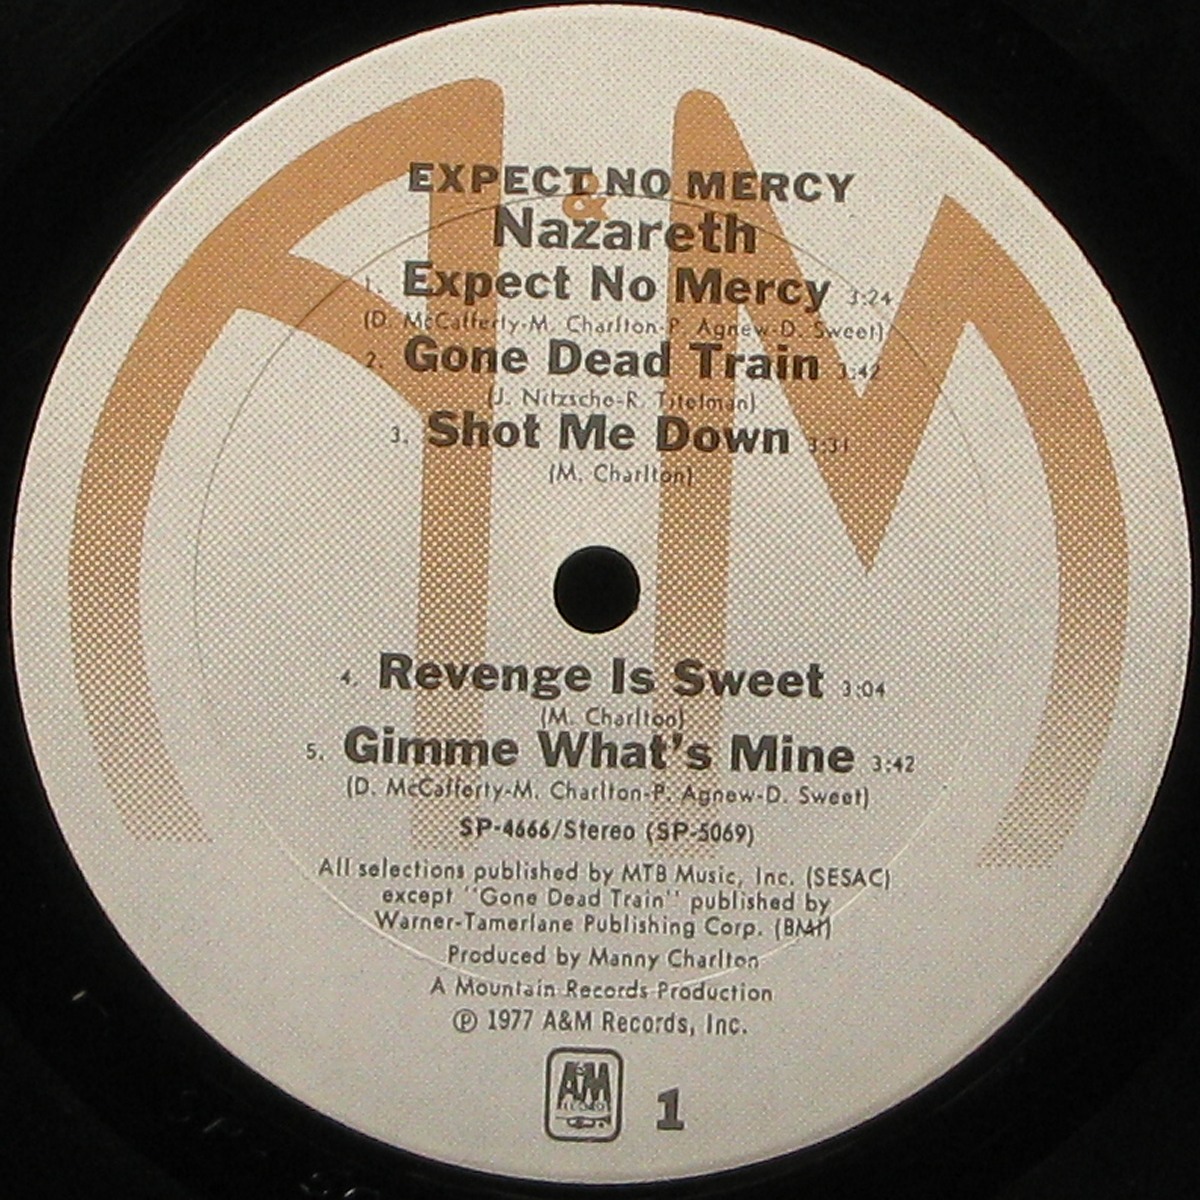 &
EXPECT NO MERCY
Nazareth
1. Expect No Mercy 3:24
(D. McCafferty-M. Charlton-P. Agnew-D. Sweet)
2. Gone Dead Train 3:42
(J. Nitzsche-R. Titelman)
3. Shot Me Down 3:31
(M. Charlton)
4. Revenge Is Sweet 3:04
(M. Charlton)
5. Gimme What's Mine 3:42
(D. McCafferty-M. Charlton-P. Agnew-D. Sweet)
SP-4666/Stereo (SP-5069)
All selections published by MTB Music, Inc. (SESAC)
except "Gone Dead Train" published by
Warner-Tamerlane Publishing Corp. (BMI)
Produced by Manny Charlton
A Mountain Records Production
℗ 1977 A&M Records, Inc.
A&M RECORDS 1